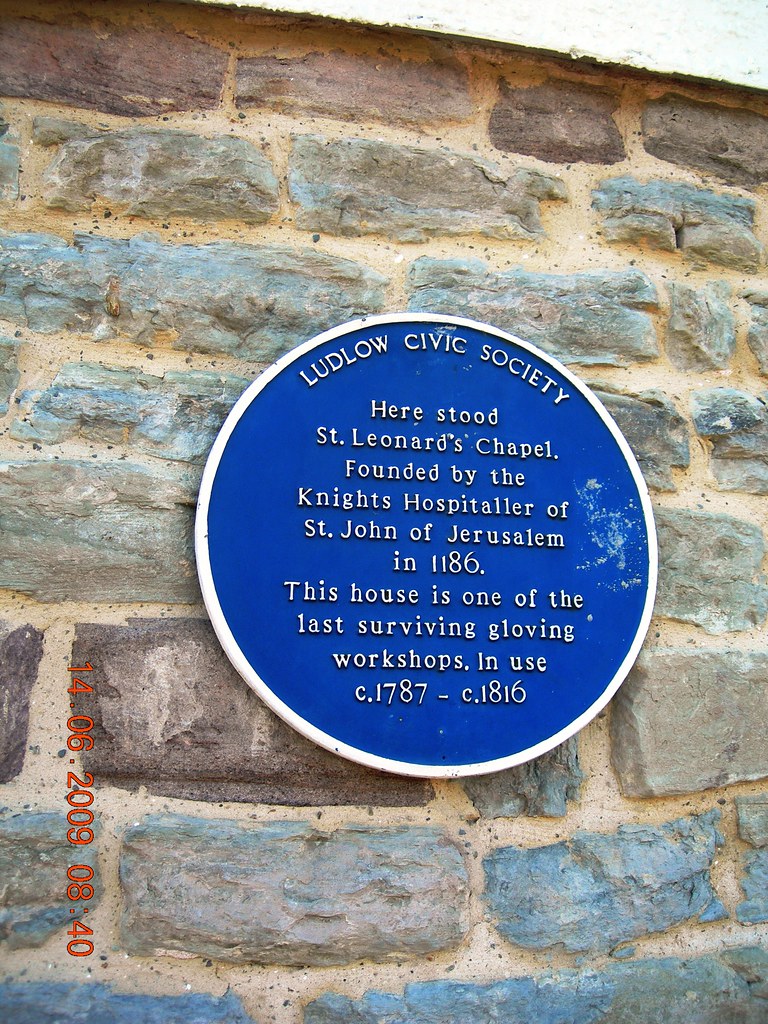 LUDLOW CIVIC SOCIETY
Here stood
St. Leonard's Chapel.
Founded by the
Knights Hospitaller of
St. John of Jerusalem
in 1186.
This house is one of the
last surviving gloving
workshops. In use
c.1787 - c.1816
14.06.2009 08:40